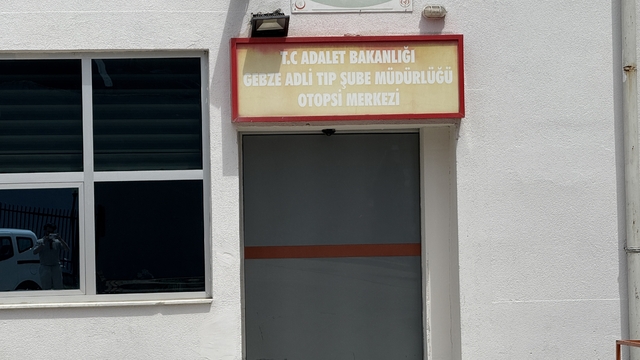 T.C ADALET BAKANLIĞI
GEBZE ADLİ TIP ŞUBE MÜDÜRLÜĞÜ
OTOPSİ MERKEZİ